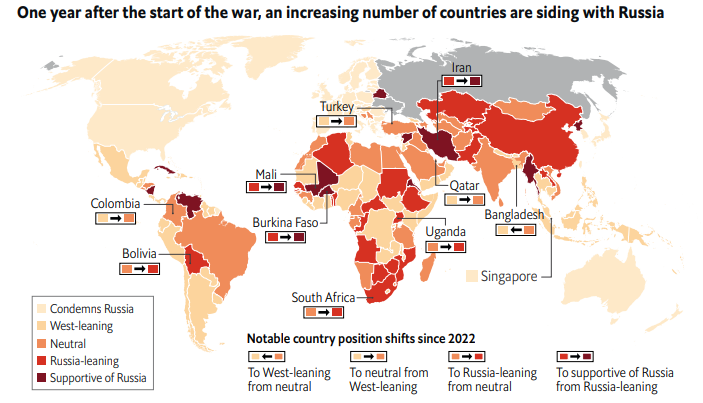 One year after the start of the war, an increasing number of countries are siding with Russia
Iran
Turkey
Mali
Qatar
Colombia
Bangladesh
Burkina Faso
Uganda
Bolivia
Singapore
South Africa
Condemns Russia
West-leaning
Neutral
Russia-leaning
Supportive of Russia
Notable country position shifts since 2022
To West-leaning
from neutral
To neutral from
West-leaning
To Russia-leaning
from neutral
To supportive of Russia
from Russia-leaning